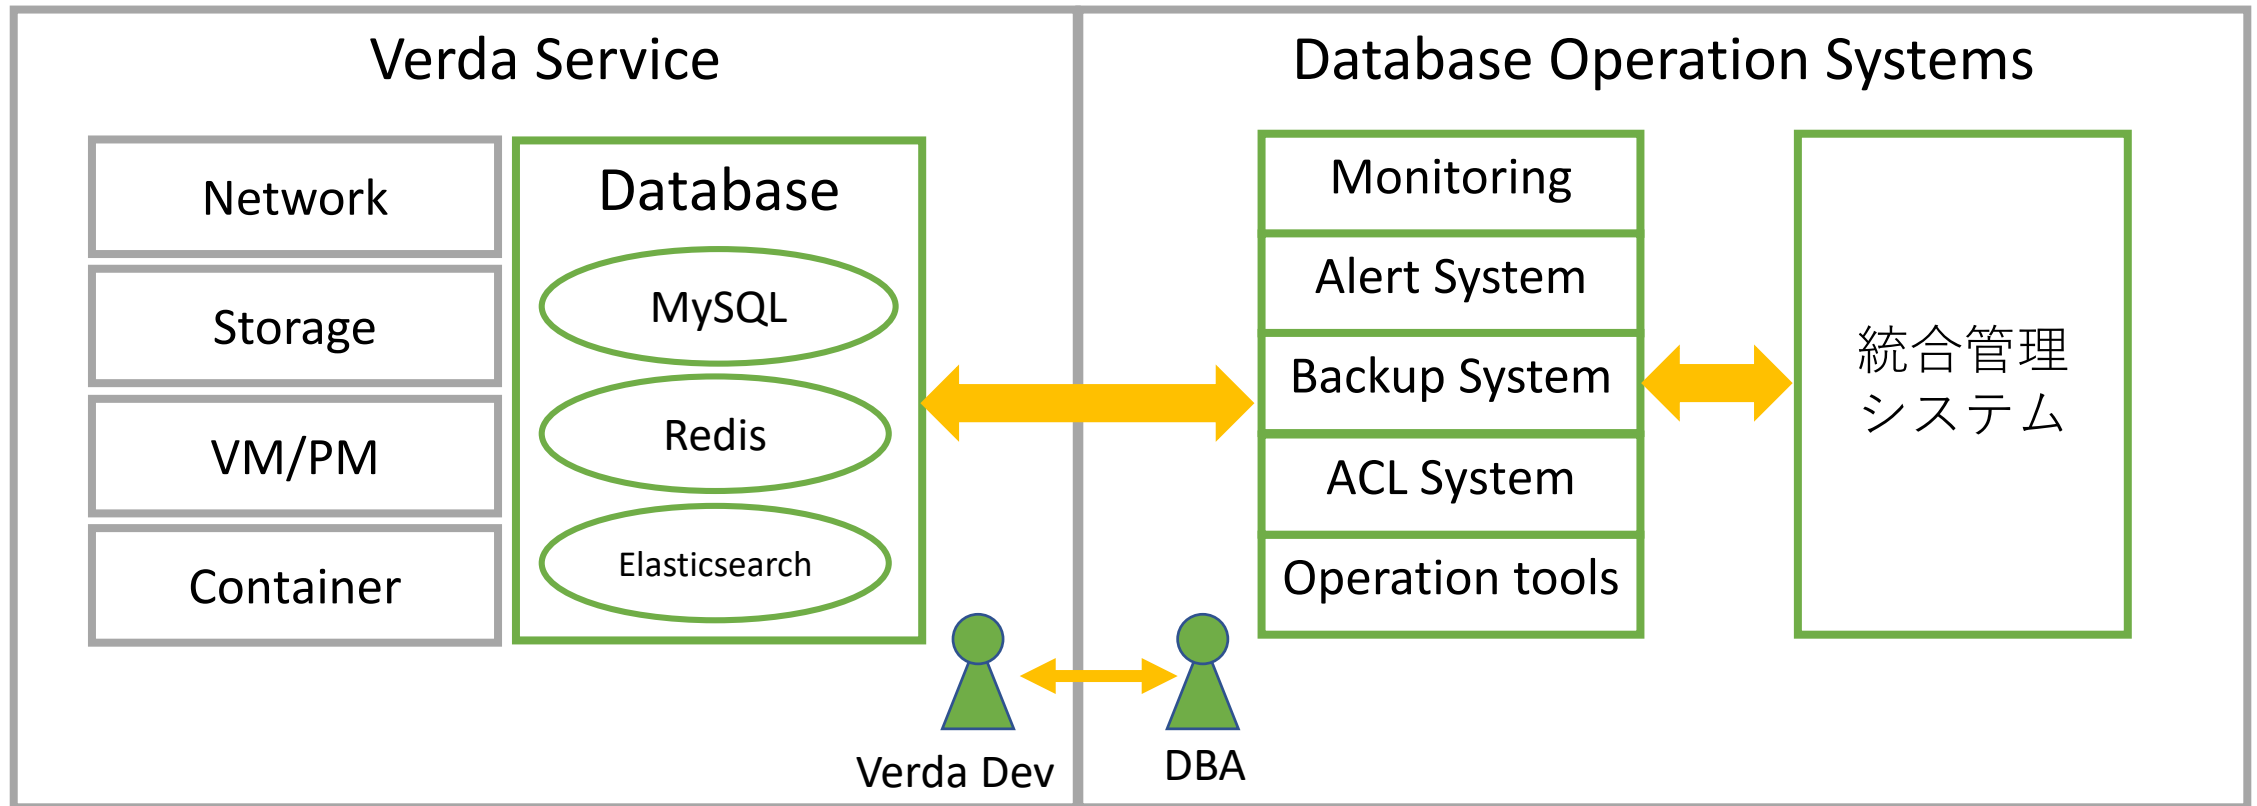 Verda Service
Network
Storage
VM/PM
Container
Database
MySQL
Redis
Elasticsearch
Verda Dev
Database Operation Systems
Monitoring
Alert System
Backup System
ACL System
Operation tools
統合管理
システム
DBA